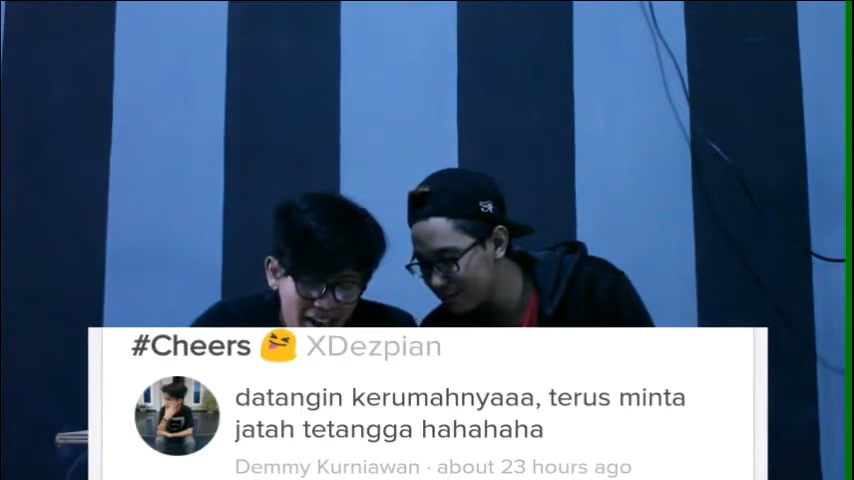 #Cheers 😝 XDezpian
datangin kerumahnyaaa, terus minta
jatah tetangga hahahaha
Demmy Kurniawan · about 23 hours ago